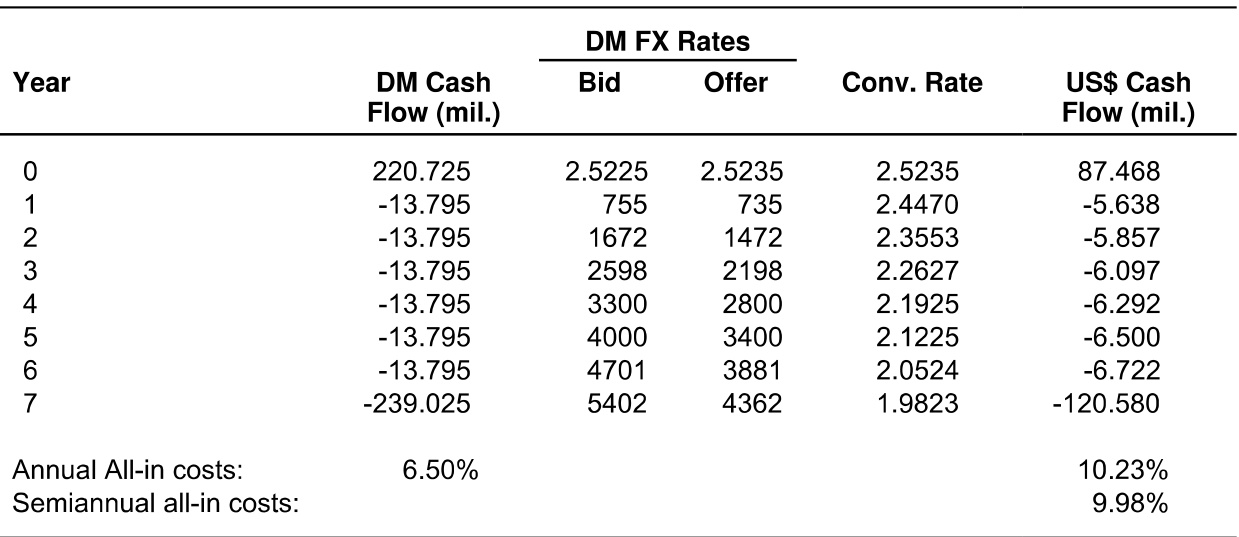 DM FX Rates
Year DM Cash Flow (mil.) Bid Offer Conv. Rate US$ Cash Flow (mil.)
0 220.725 2.5225 2.5235 2.5235 87.468
1 -13.795 755 735 2.4470 -5.638
2 -13.795 1672 1472 2.3553 -5.857
3 -13.795 2598 2198 2.2627 -6.097
4 -13.795 3300 2800 2.1925 -6.292
5 -13.795 4000 3400 2.1225 -6.500
6 -13.795 4701 3881 2.0524 -6.722
7 -239.025 5402 4362 1.9823 -120.580
Annual All-in costs: 6.50% 10.23%
Semiannual all-in costs: 9.98%